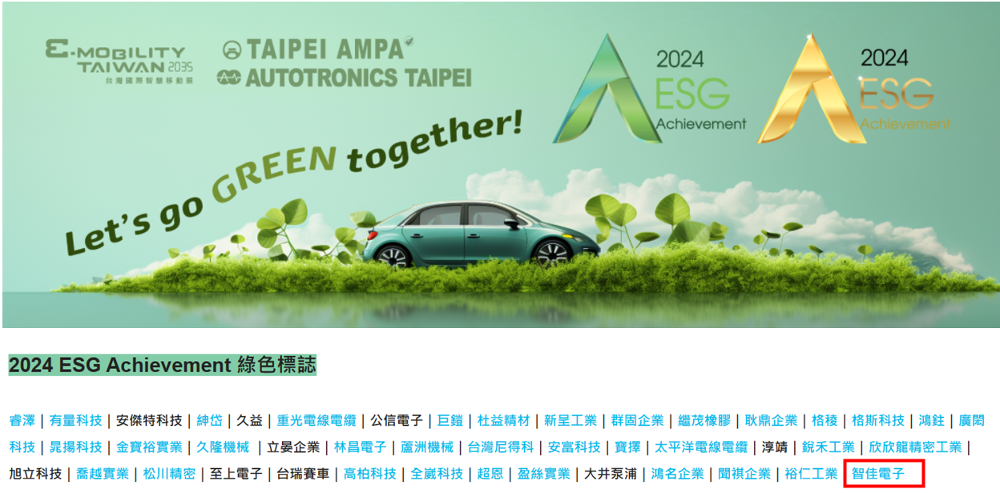 E-MOBILITY
TAIWAN 2035
台灣國際智慧移動展
TAIPEI AMPA
AUTOTRONICS TAIPEI
2024
ESG
Achievement
2024
ESG
Achievement
Let's go GREEN together!
2024 ESG Achievement 綠色標誌
睿澤 | 有量科技 | 安傑特科技 | 紳岱 | 久益 | 重光電線電纜 | 公信電子 | 巨鎧 | 杜益精材 | 新呈工業 | 群固企業 | 繼茂橡膠 | 耿鼎企業 | 格稜 | 格斯科技 | 鴻鉒 | 廣閎
科技 | 晁揚科技 | 金寶裕實業 | 久隆機械 | 立晏企業 | 林昌電子 | 蘆洲機械 | 台灣尼得科 | 安富科技 | 寶擇 | 太平洋電線電纜 | 淳靖 | 銳禾工業 | 欣欣龍精密工業 |
旭立科技 | 喬越實業 | 松川精密 | 至上電子 | 台瑞賽車 | 高柏科技 | 全崴科技 | 超恩 | 盈絲實業 | 大井泵浦 | 鴻名企業 | 聞祺企業 | 裕仁工業 智佳電子